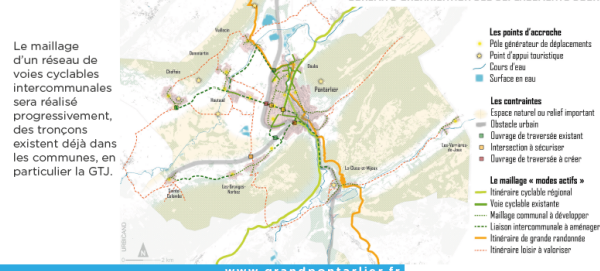 Le maillage
d'un réseau de
voies cyclables
intercommunales
sera réalisé
progressivement,
des tronçons
existent déjà dans
les communes, en
particulier la GTJ.
Doubs
Pontarlier
Houtaud
La Cluse-et-Mijoux
Les Verrières
de Joux
Sainte-
Colombe
Les Granges-
Narboz
Les points d'accroche
Pôle générateur de déplacements
Point d'appui touristique
Cours d'eau
Surface en eau
Les contraintes
Espace naturel ou relief important
Obstacle urbain
Ouvrage de traversée existant
Intersection à sécuriser
Ouvrage de traversée à créer
Le maillage « modes actifs »
Itinéraire cyclable régional
Voie cyclable existante
Maillage communal à développer
Liaison intercommunale à aménager
Itinéraire de grande randonnée
Itinéraire loisir à valoriser
www.grandpontarlier.fr